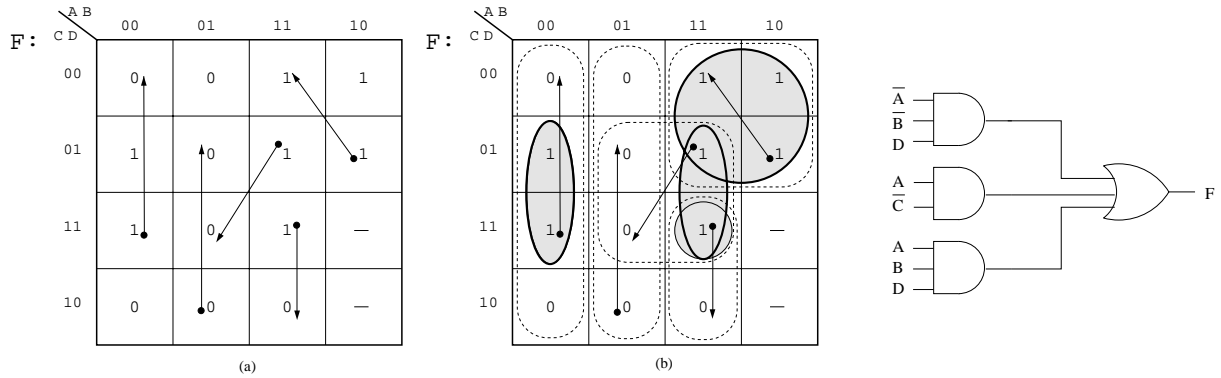 A B
C D
F:
00 01 11 10
00 0 0 1 1
01 1 0 1 1
11 1 0 1 —
10 0 0 0 —
(a)
A B
C D
F:
00 01 11 10
00 0 0 1 1
01 1 0 1 1
11 1 0 1 —
10 0 0 0 —
(b)
A̅
B̅
D
A
C̅
A
B
D
F